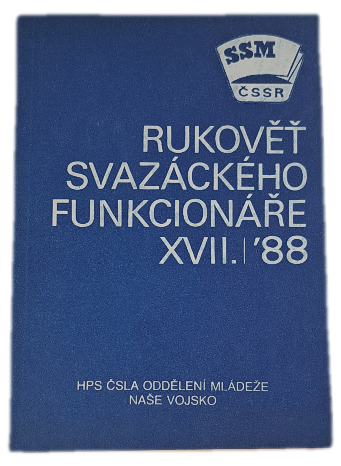 SSM
ČSSR
RUKOVĚŤ
SVAZÁCKÉHO
FUNKCIONÁŘE
XVII. | '88
HPS ČSLA ODDĚLENÍ MLÁDEŽE
NAŠE VOJSKO